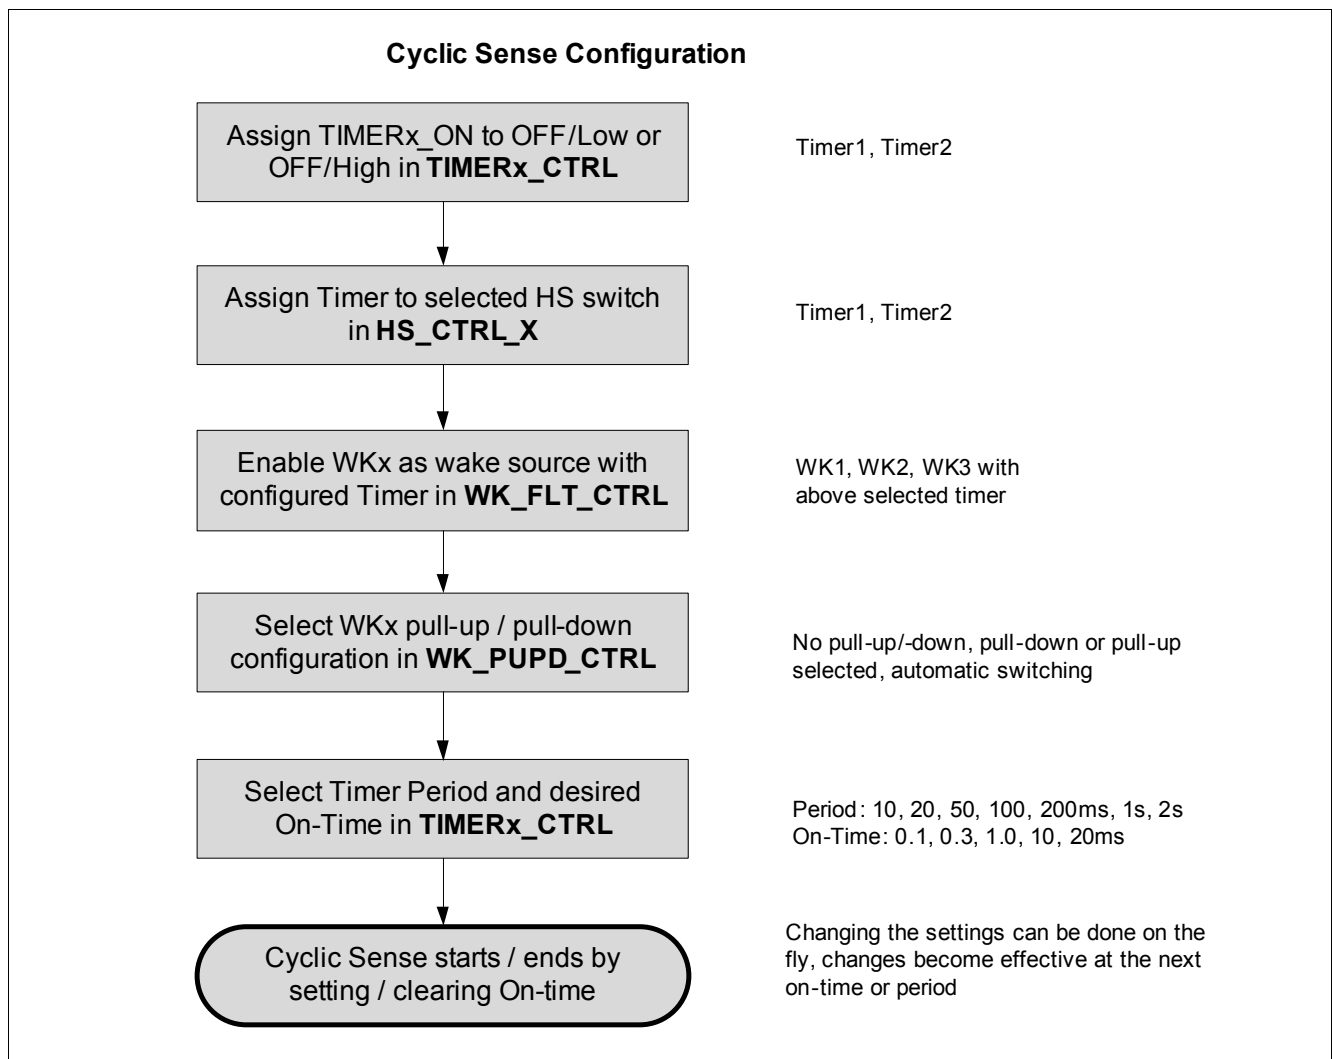 Cyclic Sense Configuration
Assign TIMERx_ON to OFF/Low or
OFF/High in TIMERx_CTRL
Timer1, Timer2
Assign Timer to selected HS switch
in HS_CTRL_X
Timer1, Timer2
Enable WKx as wake source with
configured Timer in WK_FLT_CTRL
WK1, WK2, WK3 with
above selected timer
Select WKx pull-up / pull-down
configuration in WK_PUPD_CTRL
No pull-up/-down, pull-down or pull-up
selected, automatic switching
Select Timer Period and desired
On-Time in TIMERx_CTRL
Period: 10, 20, 50, 100, 200ms, 1s, 2s
On-Time: 0.1, 0.3, 1.0, 10, 20ms
Cyclic Sense starts / ends by
setting / clearing On-time
Changing the settings can be done on the
fly, changes become effective at the next
on-time or period